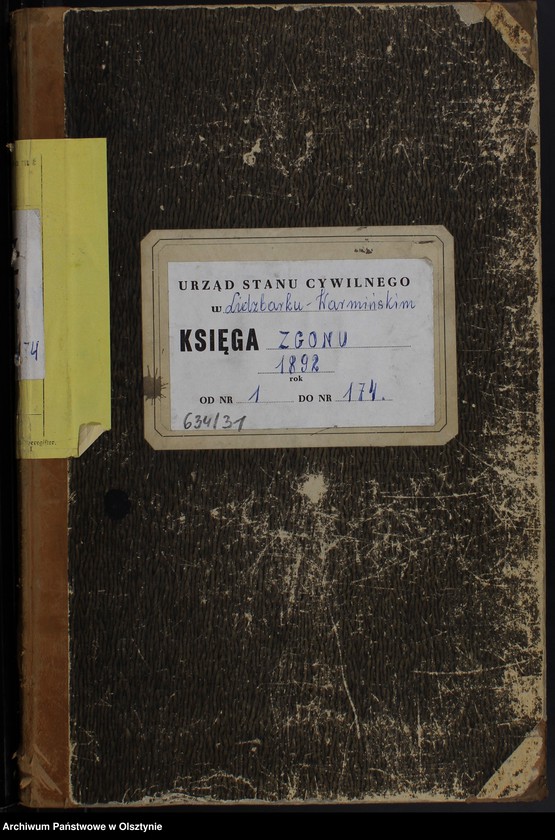 URZĄD STANU CYWILNEGO
w Lidzbarku-Warmińskim
KSIĘGA ZGONU
1892
rok
OD NR 1 DO NR 174.
634/31
74
Archiwum Państwowe w Olsztynie